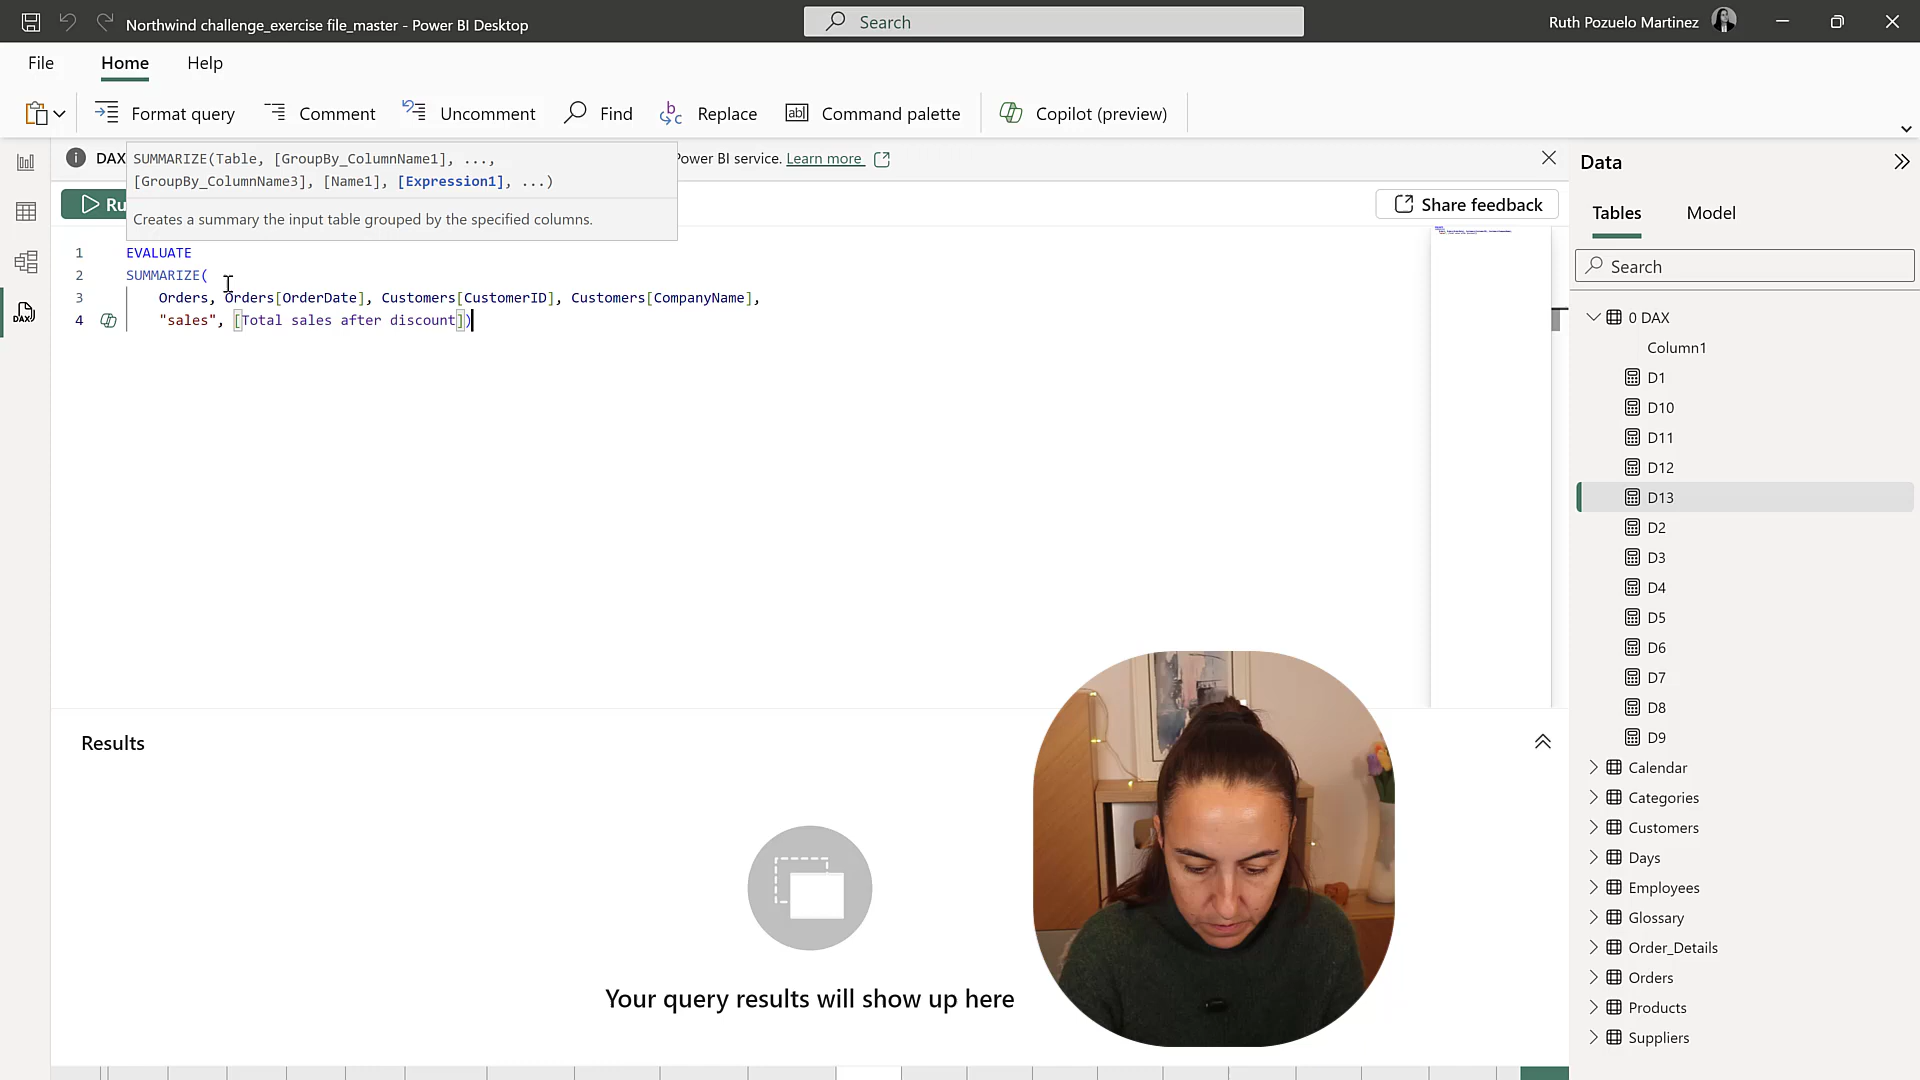 Northwind challenge_exercise file_master - Power BI Desktop
Search
Ruth Pozuelo Martinez
File
Home
Help
Format query
Comment
Uncomment
Find
Replace
Command palette
Copilot (preview)
DAX
Power BI service. Learn more
SUMMARIZE(Table, [GroupBy_ColumnName1], ...,
[GroupBy_ColumnName3], [Name1], [Expression1], ...)
Creates a summary the input table grouped by the specified columns.
Ru
Share feedback
1 EVALUATE
2 SUMMARIZE(
3 Orders, Orders[OrderDate], Customers[CustomerID], Customers[CompanyName],
4 "sales", [Total sales after discount])
DAX
Results
Your query results will show up here
Data
Tables
Model
Search
0 DAX
Column1
D1
D10
D11
D12
D13
D2
D3
D4
D5
D6
D7
D8
D9
Calendar
Categories
Customers
Days
Employees
Glossary
Order_Details
Orders
Products
Suppliers